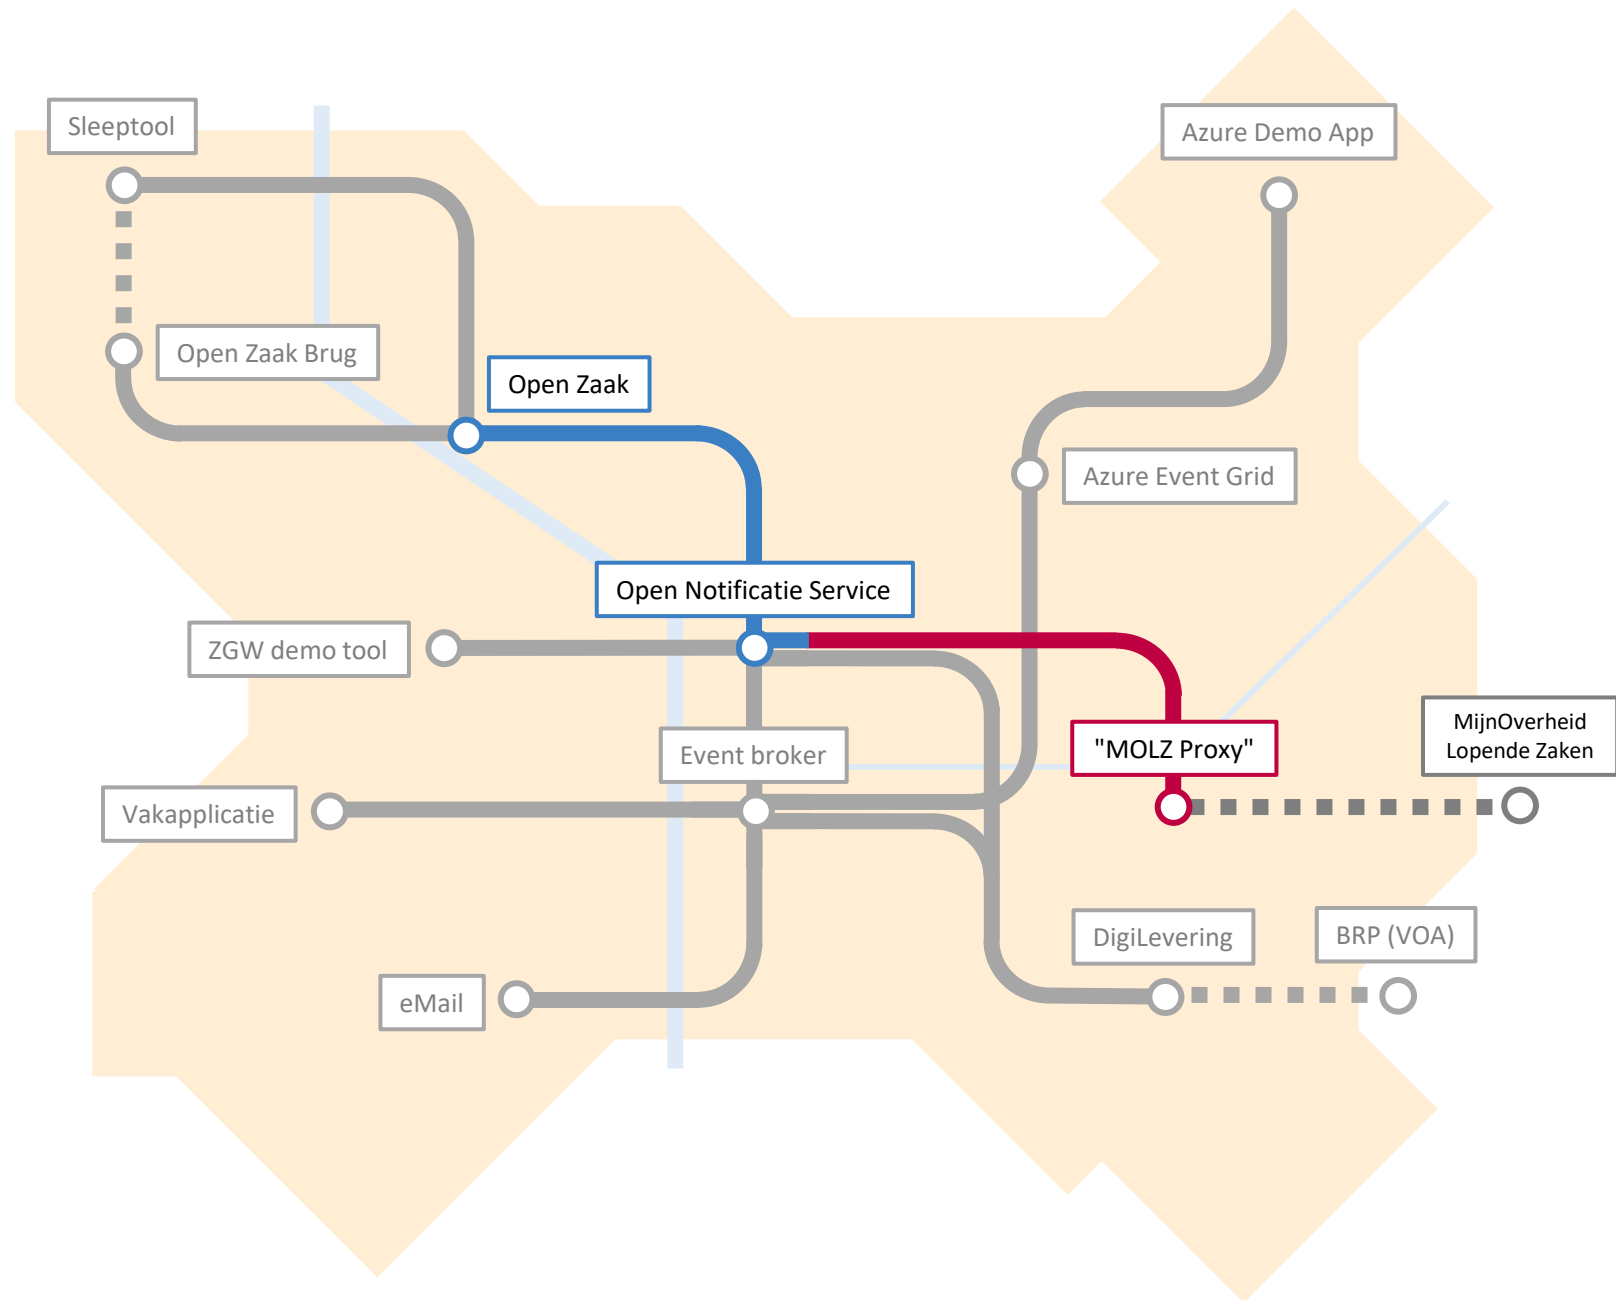 Sleeptool
Azure Demo App
Open Zaak Brug
Open Zaak
Azure Event Grid
Open Notificatie Service
ZGW demo tool
MijnOverheid
Lopende Zaken
"MOLZ Proxy"
Event broker
Vakapplicatie
DigiLevering
BRP (VOA)
eMail